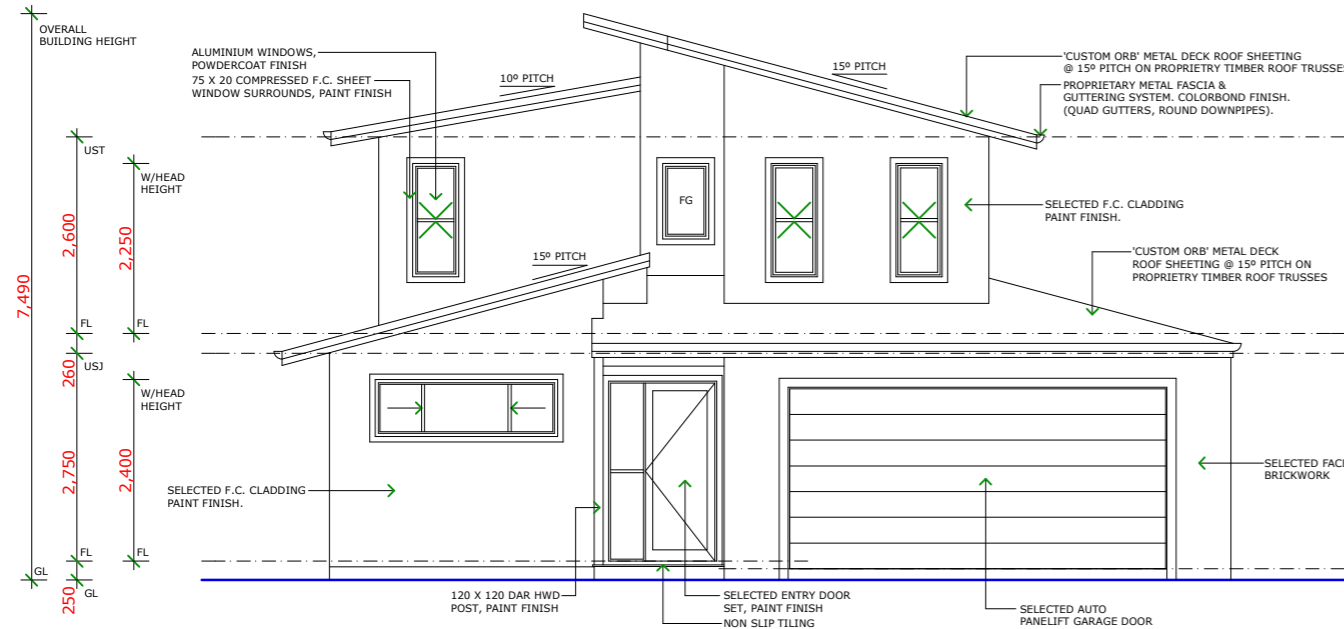 OVERALL
BUILDING HEIGHT
ALUMINIUM WINDOWS,
POWDERCOAT FINISH
75 X 20 COMPRESSED F.C. SHEET
WINDOW SURROUNDS, PAINT FINISH
10º PITCH
15º PITCH
'CUSTOM ORB' METAL DECK ROOF SHEETING
@ 15º PITCH ON PROPRIETRY TIMBER ROOF TRUSSES
PROPRIETARY METAL FASCIA &
GUTTERING SYSTEM. COLORBOND FINISH.
(QUAD GUTTERS, ROUND DOWNPIPES).
UST
W/HEAD
HEIGHT
FG
SELECTED F.C. CLADDING
PAINT FINISH.
2,600
2,250
7,490
15º PITCH
'CUSTOM ORB' METAL DECK
ROOF SHEETING @ 15º PITCH ON
PROPRIETRY TIMBER ROOF TRUSSES
FL
FL
260
USJ
W/HEAD
HEIGHT
2,750
2,400
SELECTED F.C. CLADDING
PAINT FINISH.
SELECTED FACE
BRICKWORK
FL
FL
GL
250
GL
120 X 120 DAR HWD
POST, PAINT FINISH
SELECTED ENTRY DOOR
SET, PAINT FINISH
NON SLIP TILING
SELECTED AUTO
PANELIFT GARAGE DOOR